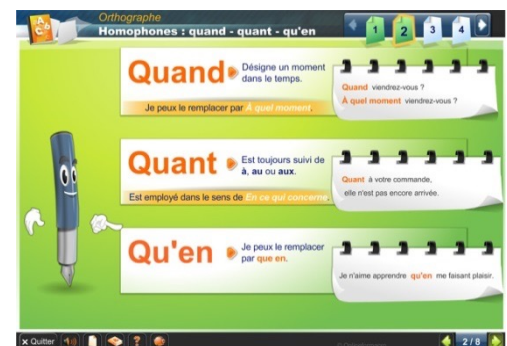 Orthographe
Homophones : quand - quant - qu'en
1 2 3 4
Quand
Désigne un moment
dans le temps.
Je peux le remplacer par À quel moment.
Quand viendrez-vous ?
À quel moment viendrez-vous ?
Quant
Est toujours suivi de
à, au ou aux.
Est employé dans le sens de En ce qui concerne.
Quant à votre commande,
elle n'est pas encore arrivée.
Qu'en
Je peux le remplacer
par que en.
Je n'aime apprendre qu'en me faisant plaisir.
x Quitter
?
2 / 8